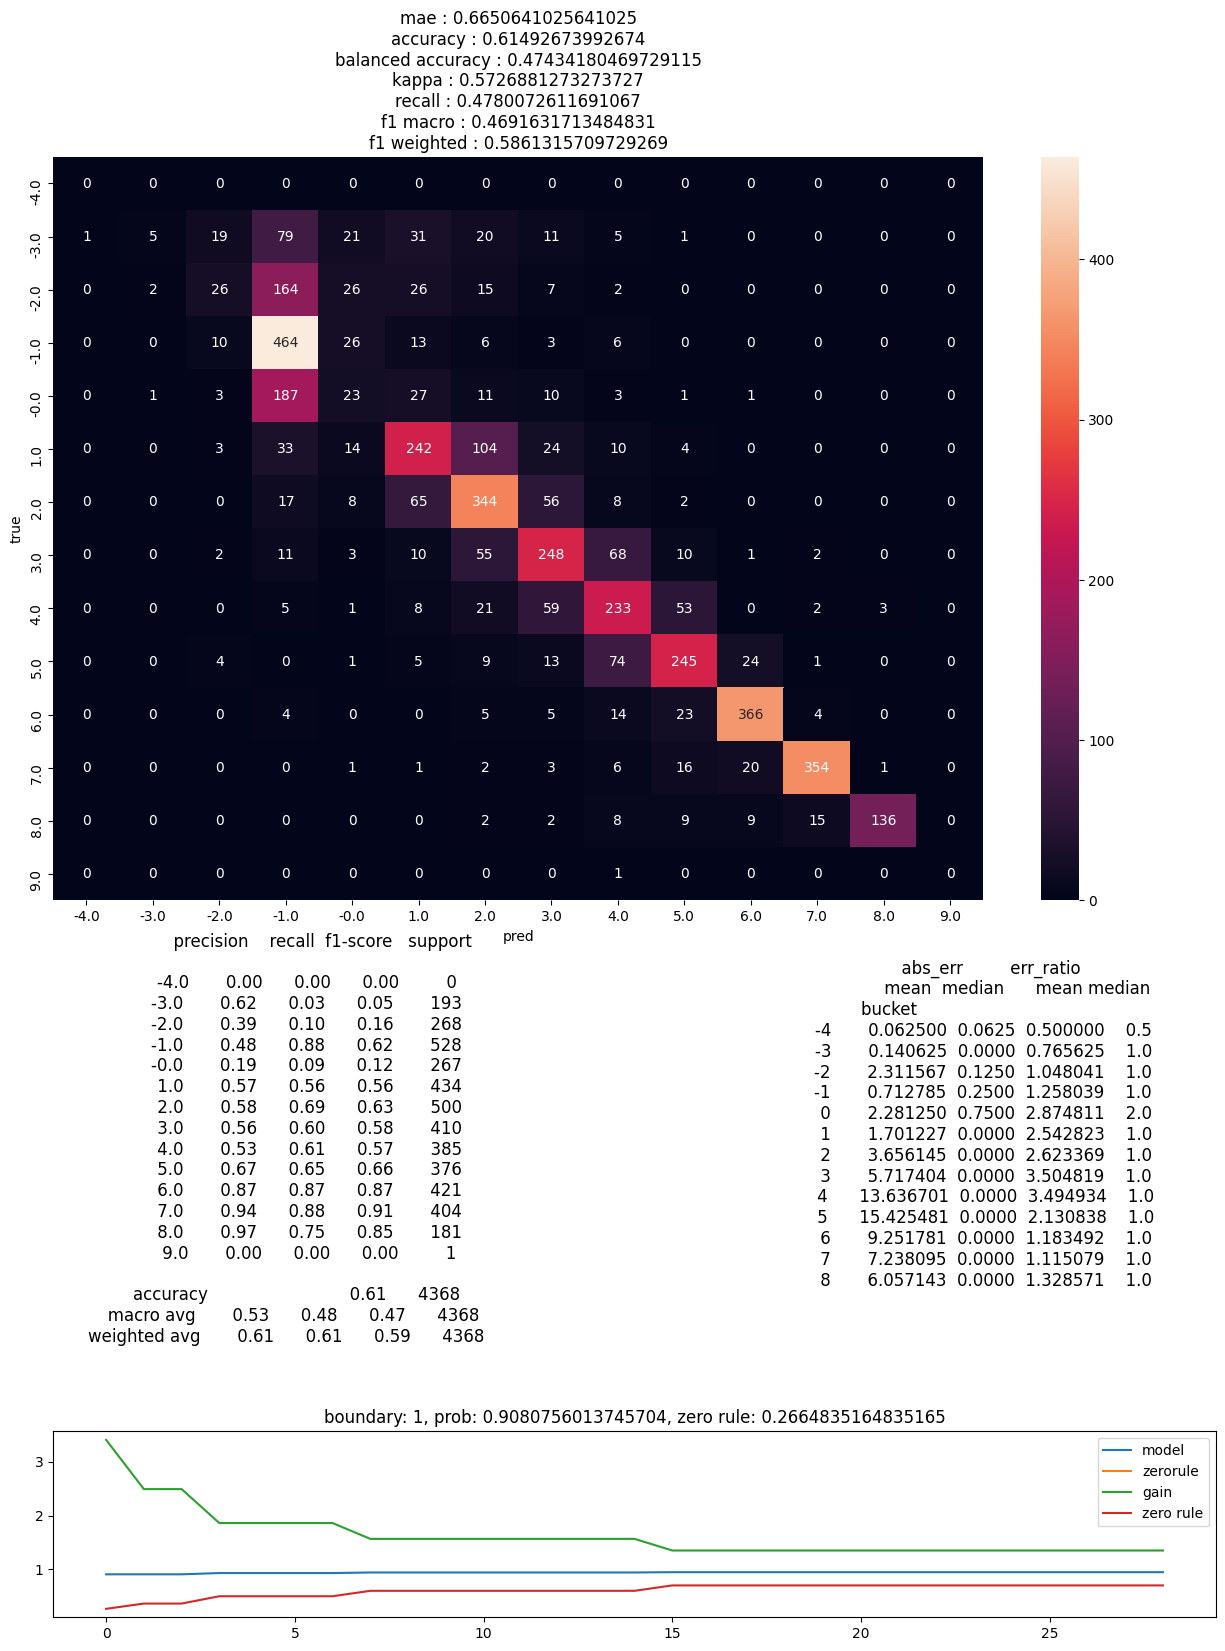 mae : 0.6650641025641025
accuracy : 0.61492673992674
balanced accuracy : 0.47434180469729115
kappa : 0.5726881273273727
recall : 0.4780072611691067
f1 macro : 0.4691631713484831
f1 weighted : 0.5861315709729269
true
-4.0 0 0 0 0 0 0 0 0 0 0 0 0 0 0
-3.0 1 5 19 79 21 31 20 11 5 1 0 0 0 0
-2.0 0 2 26 164 26 26 15 7 2 0 0 0 0 0
-1.0 0 0 10 464 26 13 6 3 6 0 0 0 0 0
-0.0 0 1 3 187 23 27 11 10 3 1 1 0 0 0
1.0 0 0 3 33 14 242 104 24 10 4 0 0 0 0
2.0 0 0 0 17 8 65 344 56 8 2 0 0 0 0
3.0 0 0 2 11 3 10 55 248 68 10 1 2 0 0
4.0 0 0 0 5 1 8 21 59 233 53 0 2 3 0
5.0 0 0 4 0 1 5 9 13 74 245 24 1 0 0
6.0 0 0 0 4 0 0 5 5 14 23 366 4 0 0
7.0 0 0 0 0 1 1 2 3 6 16 20 354 1 0
8.0 0 0 0 0 0 0 2 2 8 9 9 15 136 0
9.0 0 0 0 0 0 0 0 0 1 0 0 0 0 0
-4.0 -3.0 -2.0 -1.0 -0.0 1.0 2.0 3.0 4.0 5.0 6.0 7.0 8.0 9.0
pred
400
300
200
100
0
precision recall f1-score support
-4.0 0.00 0.00 0.00 0
-3.0 0.62 0.03 0.05 193
-2.0 0.39 0.10 0.16 268
-1.0 0.48 0.88 0.62 528
-0.0 0.19 0.09 0.12 267
1.0 0.57 0.56 0.56 434
2.0 0.58 0.69 0.63 500
3.0 0.56 0.60 0.58 410
4.0 0.53 0.61 0.57 385
5.0 0.67 0.65 0.66 376
6.0 0.87 0.87 0.87 421
7.0 0.94 0.88 0.91 404
8.0 0.97 0.75 0.85 181
9.0 0.00 0.00 0.00 1
accuracy 0.61 4368
macro avg 0.53 0.48 0.47 4368
weighted avg 0.61 0.61 0.59 4368
abs_err err_ratio
mean median mean median
bucket
-4 0.062500 0.0625 0.500000 0.5
-3 0.140625 0.0000 0.765625 1.0
-2 2.311567 0.1250 1.048041 1.0
-1 0.712785 0.2500 1.258039 1.0
0 2.281250 0.7500 2.874811 2.0
1 1.701227 0.0000 2.542823 1.0
2 3.656145 0.0000 2.623369 1.0
3 5.717404 0.0000 3.504819 1.0
4 13.636701 0.0000 3.494934 1.0
5 15.425481 0.0000 2.130838 1.0
6 9.251781 0.0000 1.183492 1.0
7 7.238095 0.0000 1.115079 1.0
8 6.057143 0.0000 1.328571 1.0
boundary: 1, prob: 0.9080756013745704, zero rule: 0.2664835164835165
3
2
1
model
zerorule
gain
zero rule
0 5 10 15 20 25